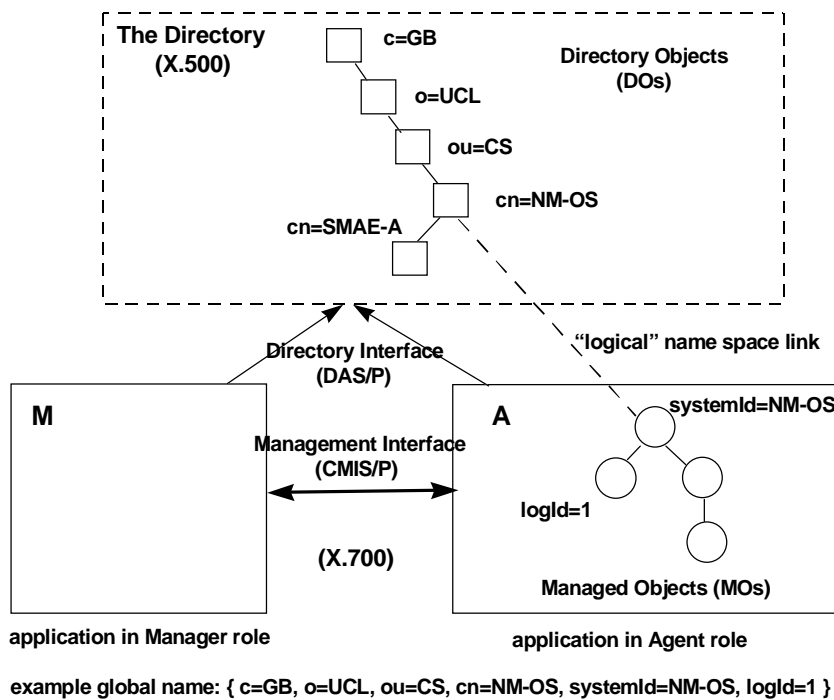 The Directory
(X.500)
c=GB
Directory Objects
(DOs)
o=UCL
ou=CS
cn=NM-OS
cn=SMAE-A
Directory Interface
(DAS/P)
“logical” name space link
M
Management Interface
(CMIS/P)
(X.700)
A
systemId=NM-OS
logId=1
Managed Objects (MOs)
application in Manager role
application in Agent role
example global name: { c=GB, o=UCL, ou=CS, cn=NM-OS, systemId=NM-OS, logId=1 }